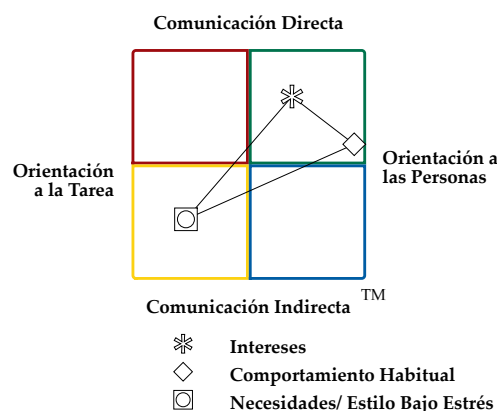 Comunicación Directa
Orientación
a la Tarea
Orientación a
las Personas
Comunicación Indirecta TM
Intereses
Comportamiento Habitual
Necesidades/ Estilo Bajo Estrés